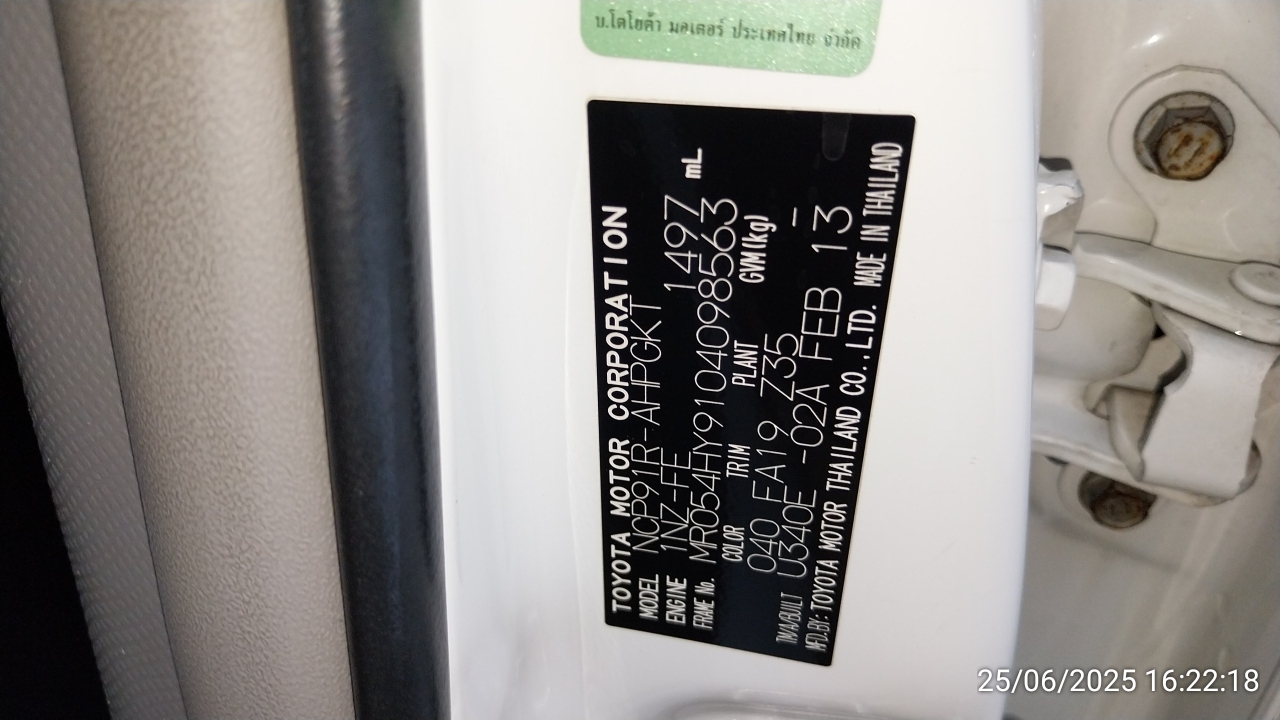 บ.โตโยต้า มอเตอร์ ประเทศไทย จำกัด
TOYOTA MOTOR CORPORATION
MODEL NCP91R-AHPGKT
ENGINE 1NZ-FE 1497 mL
FRAME No. MR054HY9104098563
COLOR TRIM PLANT GVM(kg)
040 FA19 Z35 —
T/M/A/BUILT U340E -02A FEB 13
MFD.BY: TOYOTA MOTOR THAILAND CO.,LTD. MADE IN THAILAND
25/06/2025 16:22:18